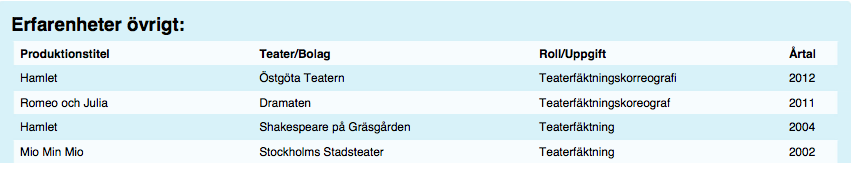 Erfarenheter övrigt:
Produktionstitel Teater/Bolag Roll/Uppgift Årtal
Hamlet Östgöta Teatern Teaterfäktningskorreografi 2012
Romeo och Julia Dramaten Teaterfäktningskoreograf 2011
Hamlet Shakespeare på Gräsgården Teaterfäktning 2004
Mio Min Mio Stockholms Stadsteater Teaterfäktning 2002